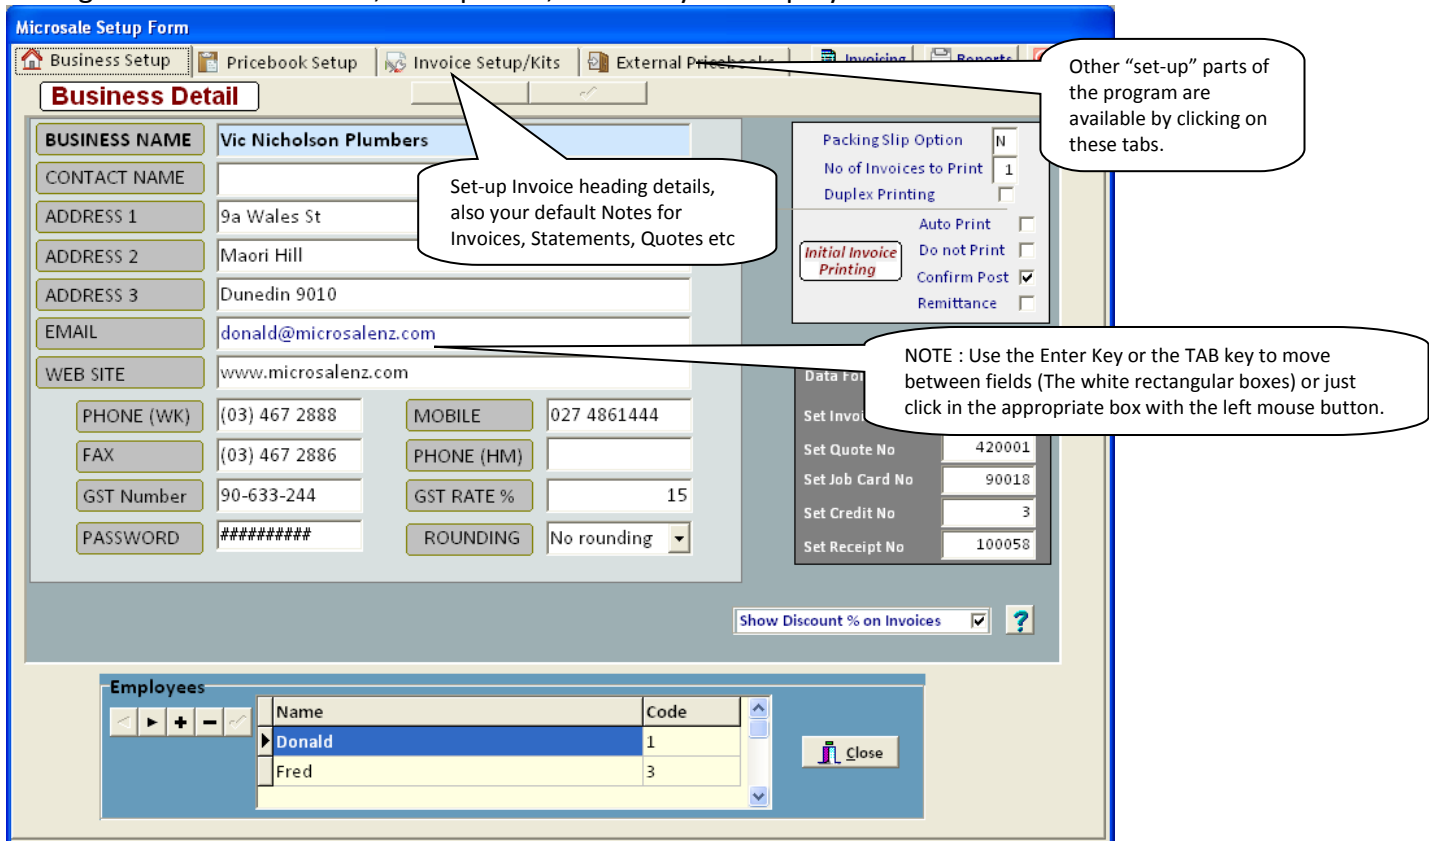 Microsale Setup Form
Business Setup Pricebook Setup Invoice Setup/Kits External Pricebooks Invoicing Reports
Other “set-up” parts of
the program are
available by clicking on
these tabs.
Business Detail
BUSINESS NAME Vic Nicholson Plumbers
CONTACT NAME
ADDRESS 1 9a Wales St
ADDRESS 2 Maori Hill
ADDRESS 3 Dunedin 9010
EMAIL donald@microsalenz.com
WEB SITE www.microsalenz.com
PHONE (WK) (03) 467 2888 MOBILE 027 4861444
FAX (03) 467 2886 PHONE (HM)
GST Number 90-633-244 GST RATE % 15
PASSWORD ########## ROUNDING No rounding
Set-up Invoice heading details,
also your default Notes for
Invoices, Statements, Quotes etc
Packing Slip Option N
No of Invoices to Print 1
Duplex Printing
Initial Invoice
Printing
Auto Print
Do not Print
Confirm Post
Remittance
NOTE : Use the Enter Key or the TAB key to move
between fields (The white rectangular boxes) or just
click in the appropriate box with the left mouse button.
Data
Set
Set Quote No 420001
Set Job Card No 90018
Set Credit No 3
Set Receipt No 100058
Show Discount % on Invoices ?
Employees
Name Code
Donald 1
Fred 3
Close